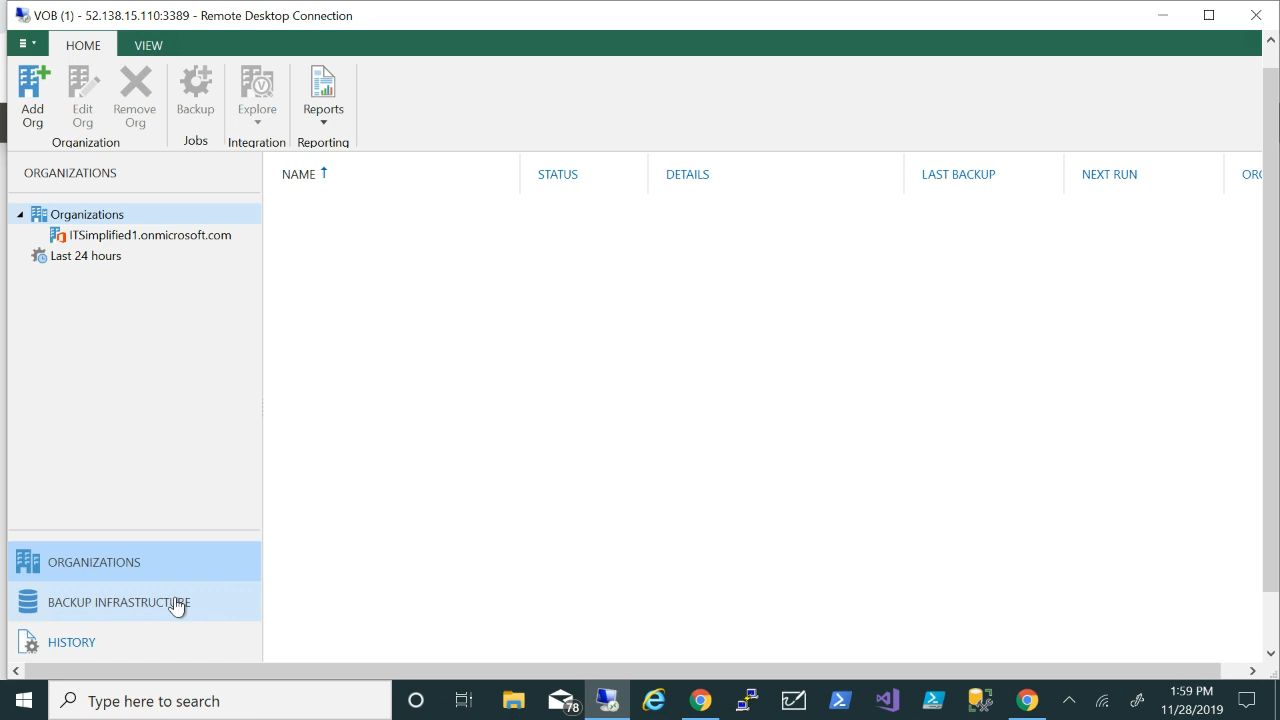 VOB (1) - 52.138.15.110:3389 - Remote Desktop Connection
HOME VIEW
Add Org
Edit Org
Remove Org
Backup
Explore
Reports
Organization Jobs Integration Reporting
ORGANIZATIONS
NAME STATUS DETAILS LAST BACKUP NEXT RUN ORG
Organizations
ITSimplified1.onmicrosoft.com
Last 24 hours
ORGANIZATIONS
BACKUP INFRASTRUCTURE
HISTORY
Type here to search
78
1:59 PM
11/28/2019